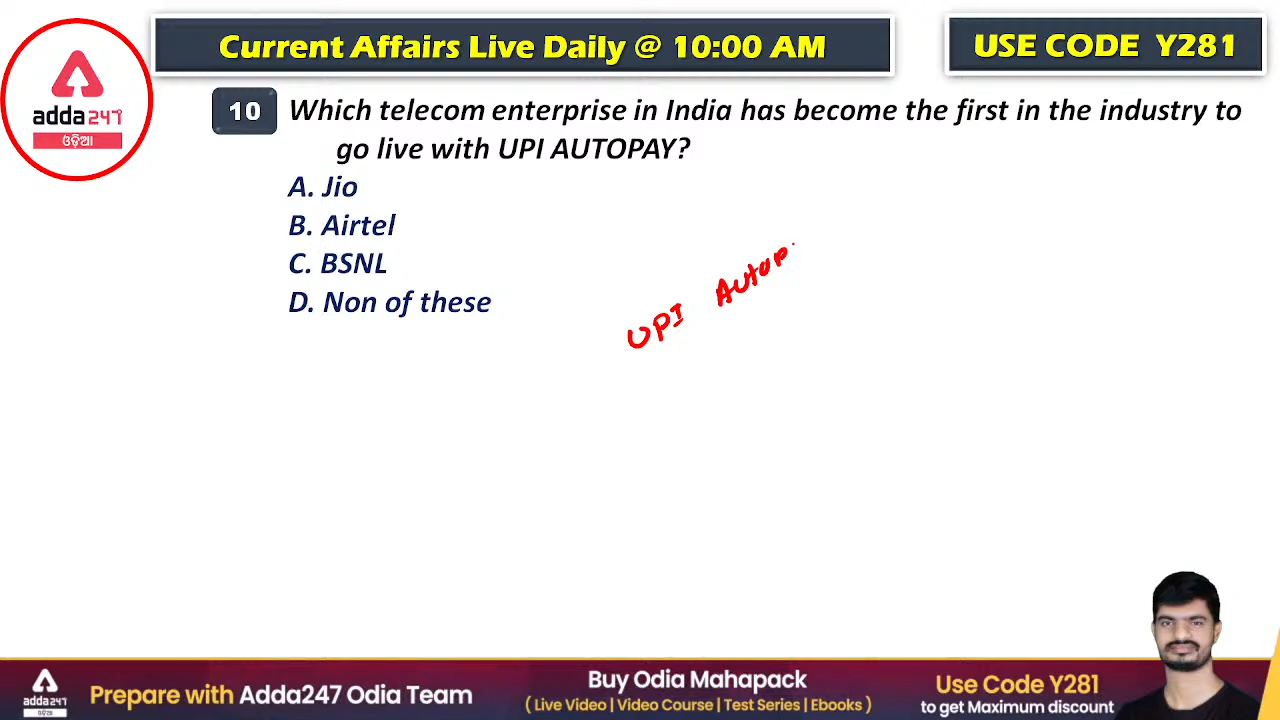 Current Affairs Live Daily @ 10:00 AM
USE CODE Y281
adda247
ଓଡ଼ିଆ
10 Which telecom enterprise in India has become the first in the industry to
go live with UPI AUTOPAY?
A. Jio
B. Airtel
C. BSNL
D. Non of these
UPI Autop
adda247
ଓଡ଼ିଆ
Prepare with Adda247 Odia Team
Buy Odia Mahapack
( Live Video | Video Course | Test Series | Ebooks )
Use Code Y281
to get Maximum discount